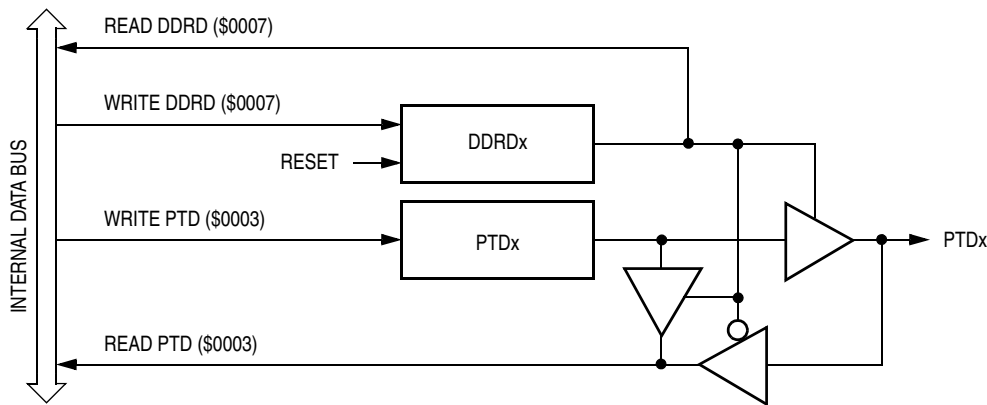 READ DDRD ($0007)
WRITE DDRD ($0007)
DDRDx
RESET
INTERNAL DATA BUS
WRITE PTD ($0003)
PTDx
PTDx
READ PTD ($0003)